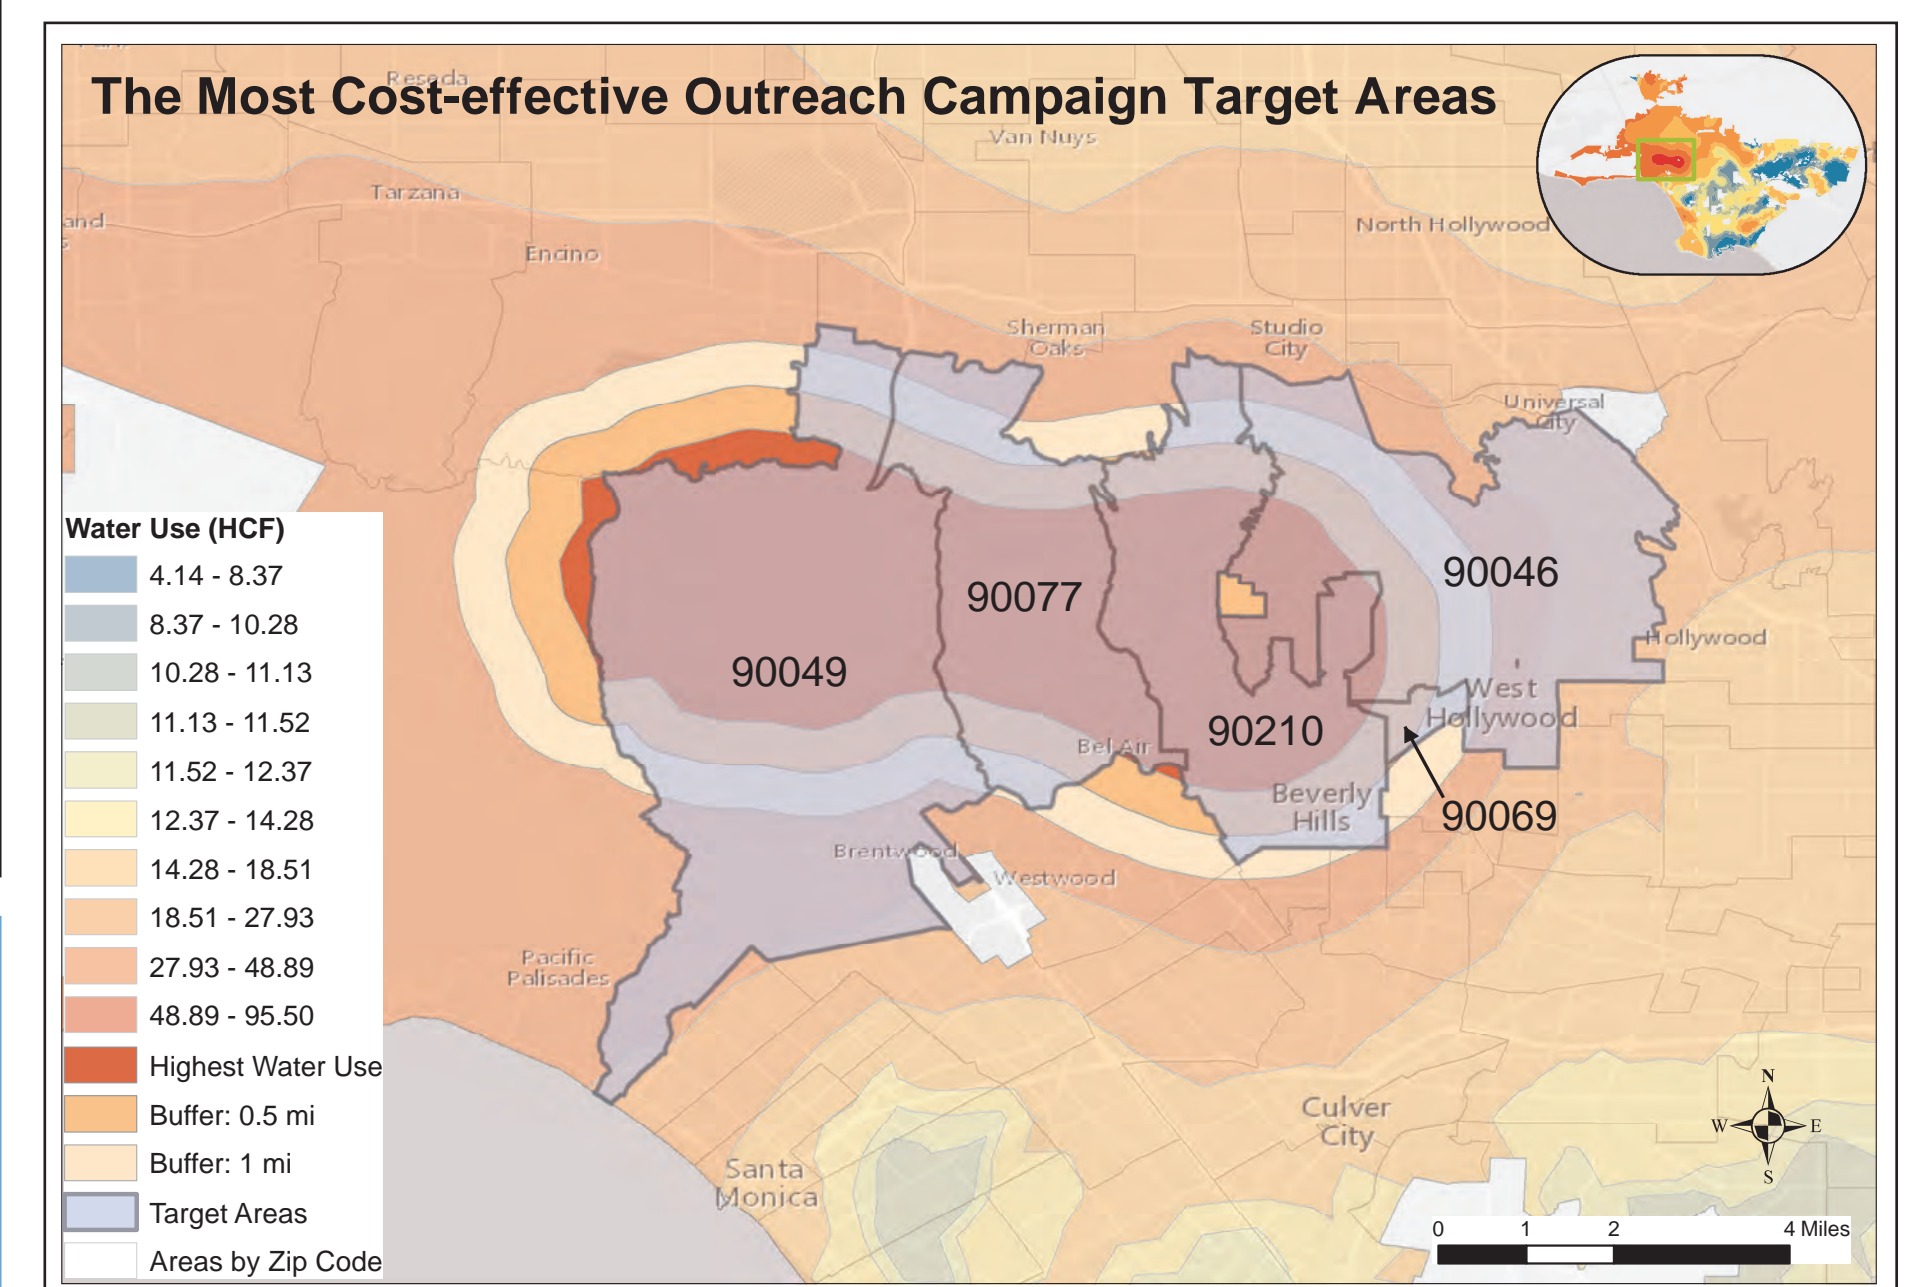 The Most Cost-effective Outreach Campaign Target Areas
Reseda
Van Nuys
Tarzana
North Hollywood
Encino
Sherman
Oaks
Studio
City
Universal
City
Water Use (HCF)
4.14 - 8.37
8.37 - 10.28
10.28 - 11.13
11.13 - 11.52
11.52 - 12.37
12.37 - 14.28
14.28 - 18.51
18.51 - 27.93
27.93 - 48.89
48.89 - 95.50
Highest Water Use
Buffer: 0.5 mi
Buffer: 1 mi
Target Areas
Areas by Zip Code
90046
90077
Hollywood
90049
West
Hollywood
90210
Bel Air
Beverly
Hills
90069
Brentwood
Westwood
Pacific
Palisades
Culver
City
Santa
Monica
N
W E
S
0 1 2 4 Miles